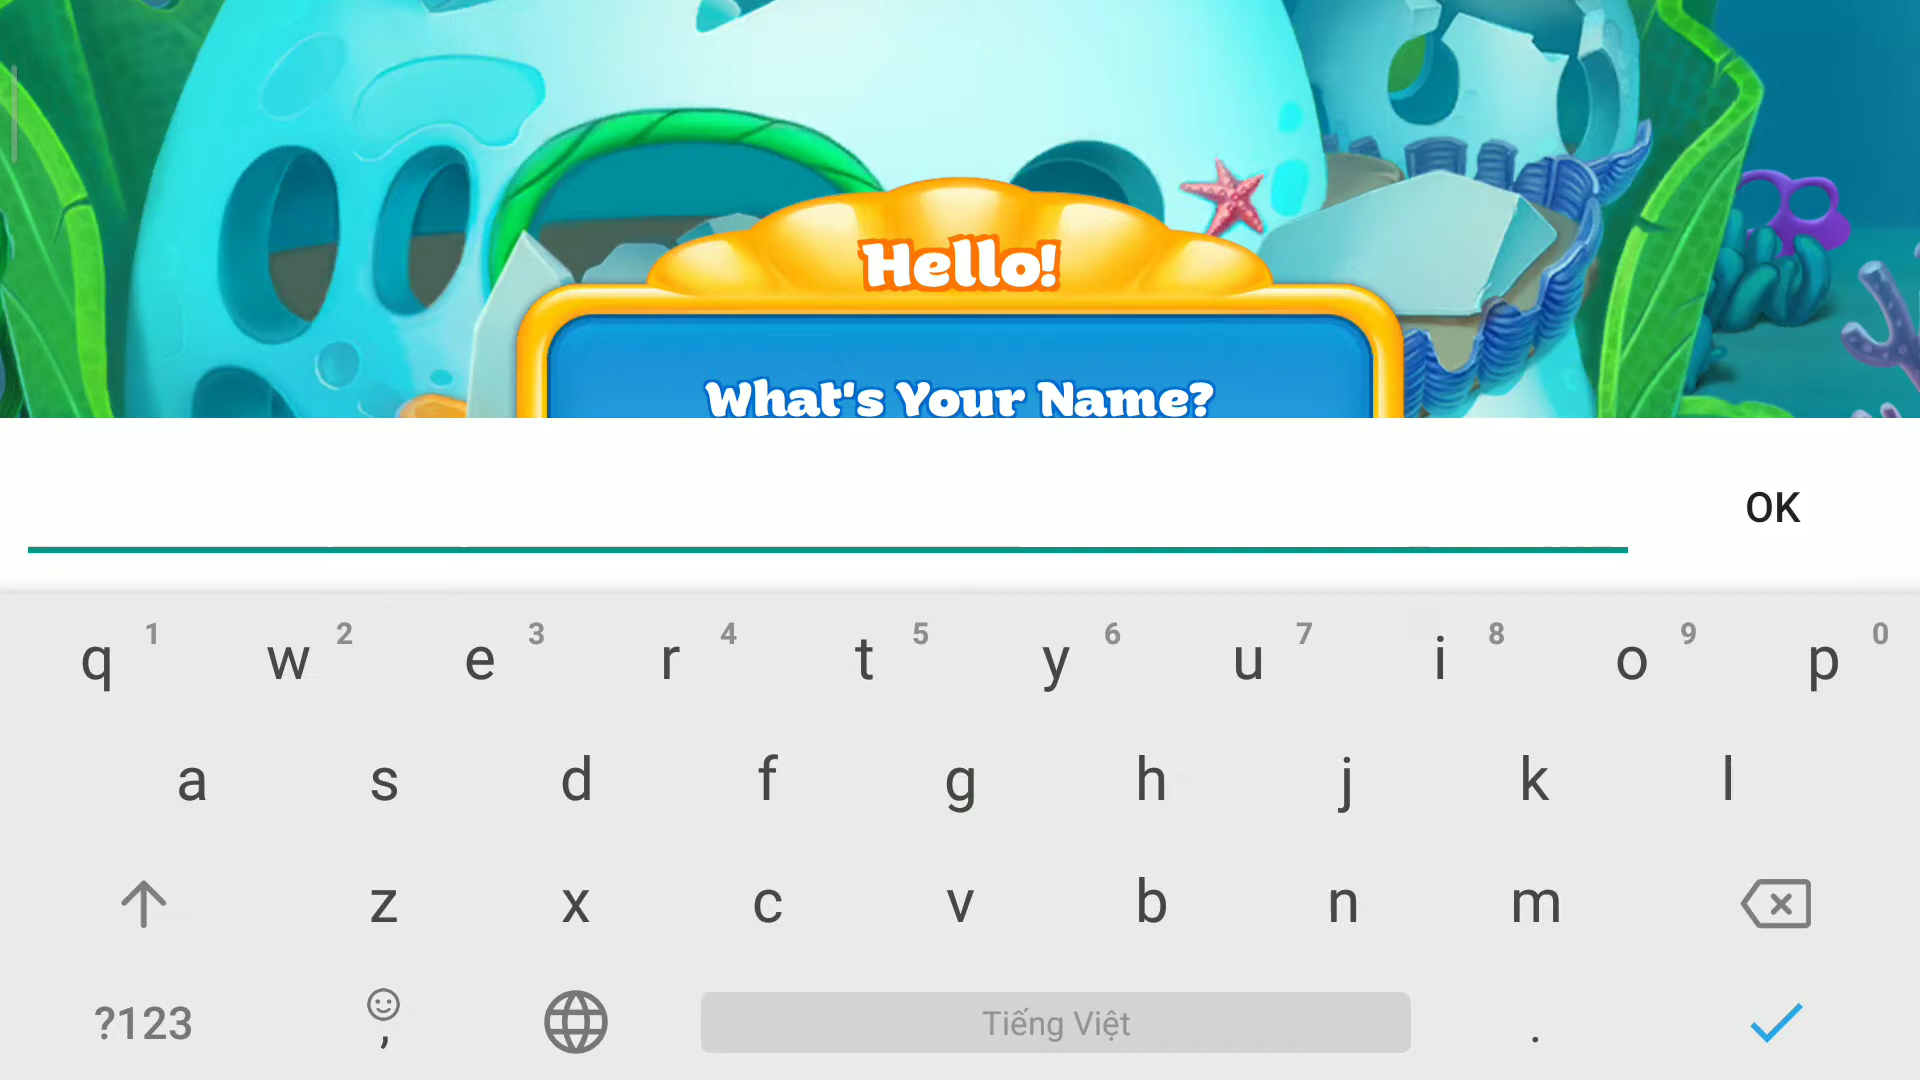 Hello!
What's Your Name?
OK
q 1 w 2 e 3 r 4 t 5 y 6 u 7 i 8 o 9 p 0
a s d f g h j k l
z x c v b n m
?123 , Tiếng Việt .